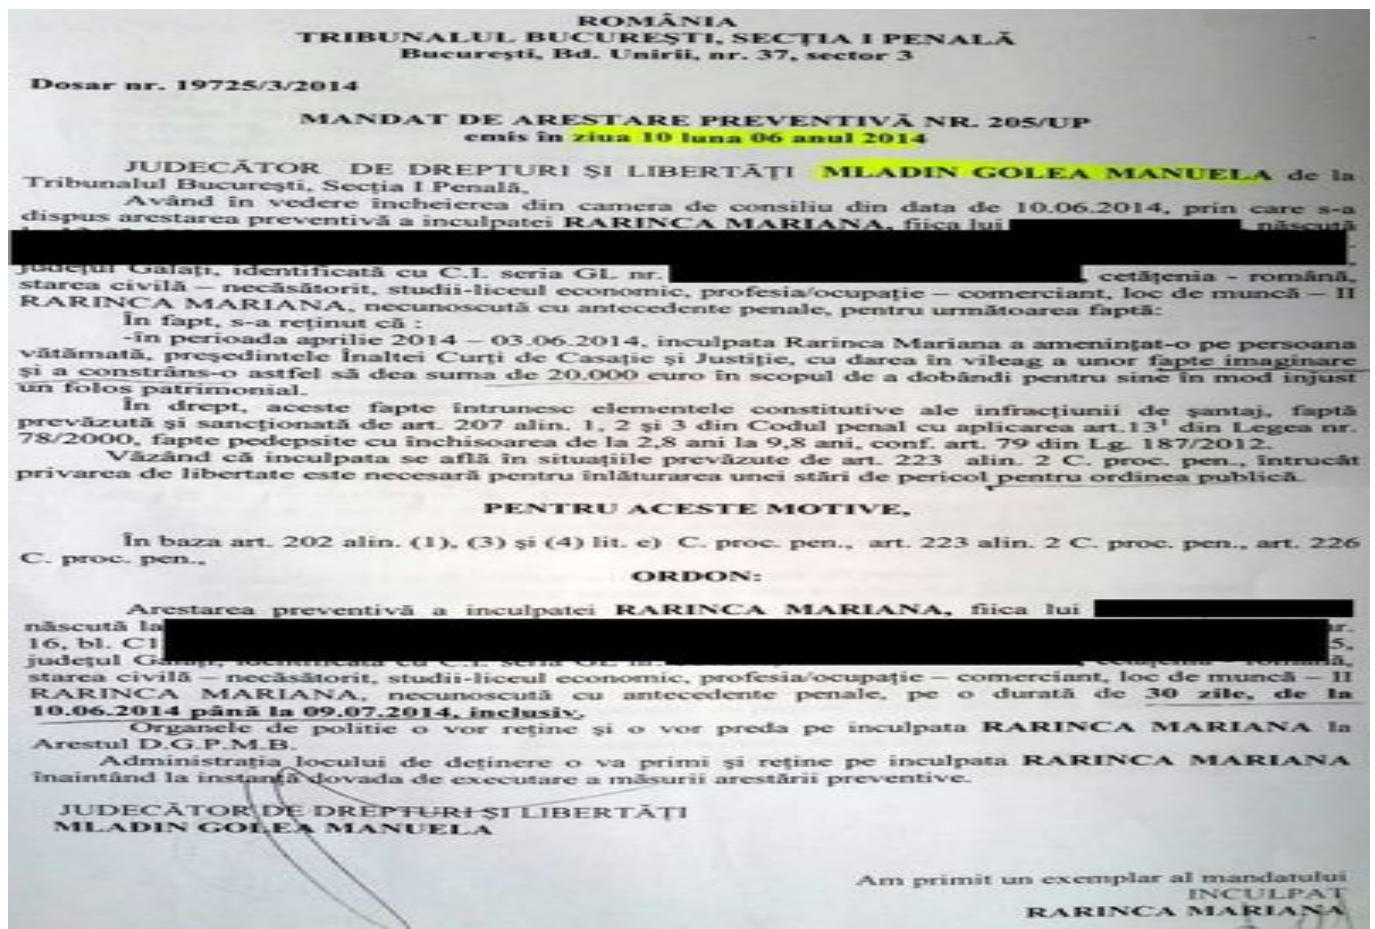 ROMÂNIA
TRIBUNALUL BUCUREȘTI, SECȚIA I PENALĂ
București, Bd. Unirii, nr. 37, sector 3
Dosar nr. 19725/3/2014
MANDAT DE ARESTARE PREVENTIVĂ NR. 205/UP
emis în ziua 10 luna 06 anul 2014
JUDECĂTOR DE DREPTURI ȘI LIBERTĂȚI MLADIN GOLEA MANUELA de la
Tribunalul București, Secția I Penală,
Având în vedere încheierea din camera de consiliu din data de 10.06.2014, prin care s-a
dispus arestarea preventivă a inculpatei RARINCA MARIANA, fiica lui născută
județul Galați, identificată cu C.I. seria GL nr. , cetățenia - română,
starea civilă – necăsătorit, studii-liceul economic, profesia/ocupație – comerciant, loc de muncă – II
RARINCA MARIANA, necunoscută cu antecedente penale, pentru următoarea faptă:
În fapt, s-a reținut că :
-în perioada aprilie 2014 – 03.06.2014, inculpata Rarinca Mariana a amenințat-o pe persoana
vătămată, președintele Înaltei Curți de Casație și Justiție, cu darea în vileag a unor fapte imaginare
și a constrâns-o astfel să dea suma de 20.000 euro în scopul de a dobândi pentru sine în mod injust
un folos patrimonial.
În drept, aceste fapte întrunesc elementele constitutive ale infracțiunii de șantaj, faptă
prevăzută și sancționată de art. 207 alin. 1, 2 și 3 din Codul penal cu aplicarea art.13¹ din Legea nr.
78/2000, fapte pedepsite cu închisoarea de la 2,8 ani la 9,8 ani, conf. art. 79 din Lg. 187/2012.
Văzând că inculpata se află în situațiile prevăzute de art. 223 alin. 2 C. proc. pen., întrucât
privarea de libertate este necesară pentru înlăturarea unei stări de pericol pentru ordinea publică.
PENTRU ACESTE MOTIVE,
În baza art. 202 alin. (1), (3) și (4) lit. e) C. proc. pen., art. 223 alin. 2 C. proc. pen., art. 226
C. proc. pen.,
ORDON:
Arestarea preventivă a inculpatei RARINCA MARIANA, fiica lui
născută la nr.
16, bl. C1 5,
județul română,
starea civilă – necăsătorit, studii-liceul economic, profesia/ocupație – comerciant, loc de muncă – II
RARINCA MARIANA, necunoscută cu antecedente penale, pe o durată de 30 zile, de la
10.06.2014 până la 09.07.2014, inclusiv.
Organele de politie o vor reține și o vor preda pe inculpata RARINCA MARIANA la
Arestul D.G.P.M.B.
Administrația locului de deținere o va primi și reține pe inculpata RARINCA MARIANA
înaintând la instanță dovada de executare a măsurii arestării preventive.
JUDECĂTOR DE DREPTURI ȘI LIBERTĂȚI
MLADIN GOLEA MANUELA
Am primit un exemplar al mandatului
INCULPAT
RARINCA MARIANA